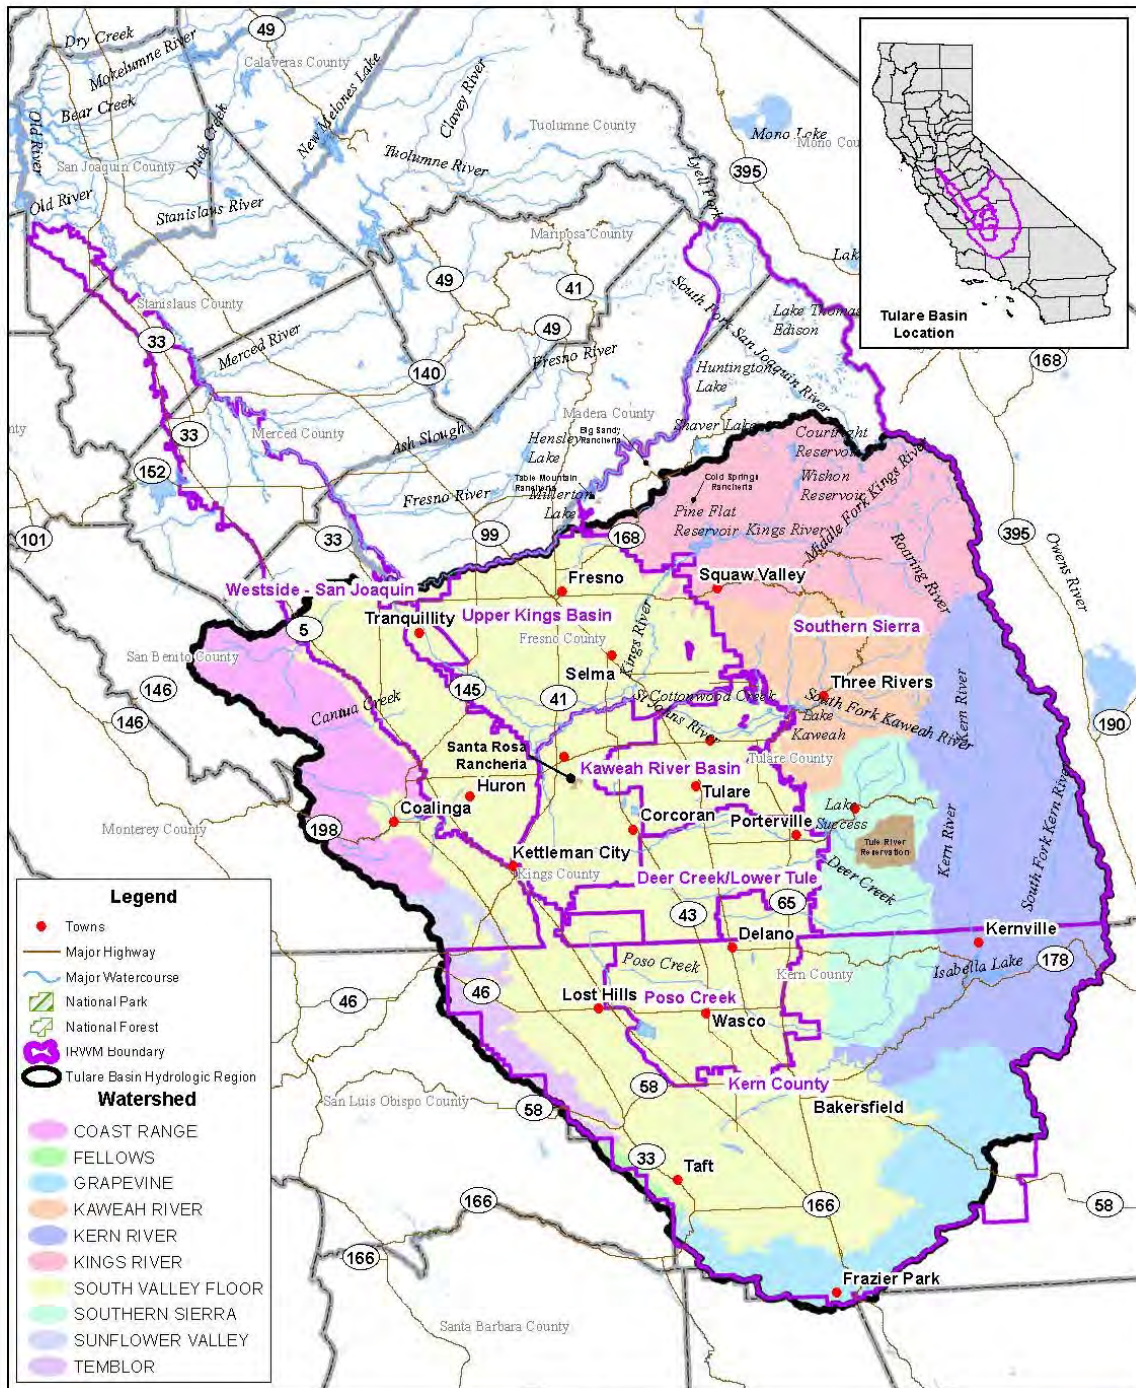 Dry Creek
49
Mokelumne River
Calaveras County
Bear Creek
New Melones Lake
Clavey River
Tuolumne County
Mono Lake
Old River
Duck Creek
San Joaquin County
Tuolumne River
Lyell Fork
395
Old River
Stanislaus River
Mariposa County
49
41
Stanislaus County
South Fork San Joaquin River
Lake Thomas
Edison
Tulare Basin
Location
33
Merced River
49
Fresno River
140
Huntington
Lake
168
Madera County
33
Merced County
Ash Slough
Hensley
Lake
Big Sandy
Rancheria
Shaver Lake
Courtright
Reservoir
152
Table Mountain
Rancheria
Cold Springs
Rancheria
Wishon
Reservoir
Middle Fork Kings River
Fresno River
Millerton
Lake
Pine Flat
Reservoir
Kings River
101
33
99
168
Roaring River
395
Owens River
Westside - San Joaquin
Fresno
Squaw Valley
Tranquillity
Upper Kings Basin
Southern Sierra
5
Fresno County
Kings River
San Benito County
Selma
146
145
41
Cottonwood Creek
Three Rivers
146
Cantua Creek
St Johns River
South Fork Kaweah River
Kern River
190
Lake
Kaweah
Santa Rosa
Rancheria
Kaweah River Basin
Tulare County
Huron
Tulare
Coalinga
Corcoran
Porterville
Lake
Success
South Fork Kern River
Monterey County
198
Tule River
Reservation
Kern River
Kettleman City
Kings County
Deer Creek/Lower Tule
Deer Creek
43
65
Delano
Kernville
Poso Creek
Kern County
Isabella Lake
178
46
46
Lost Hills
Poso Creek
Wasco
58
Kern County
San Luis Obispo County
58
Bakersfield
33
Taft
166
166
58
166
Frazier Park
Santa Barbara County
Legend
Towns
Major Highway
Major Watercourse
National Park
National Forest
IRWM Boundary
Tulare Basin Hydrologic Region
Watershed
COAST RANGE
FELLOWS
GRAPEVINE
KAWEAH RIVER
KERN RIVER
KINGS RIVER
SOUTH VALLEY FLOOR
SOUTHERN SIERRA
SUNFLOWER VALLEY
TEMBLOR